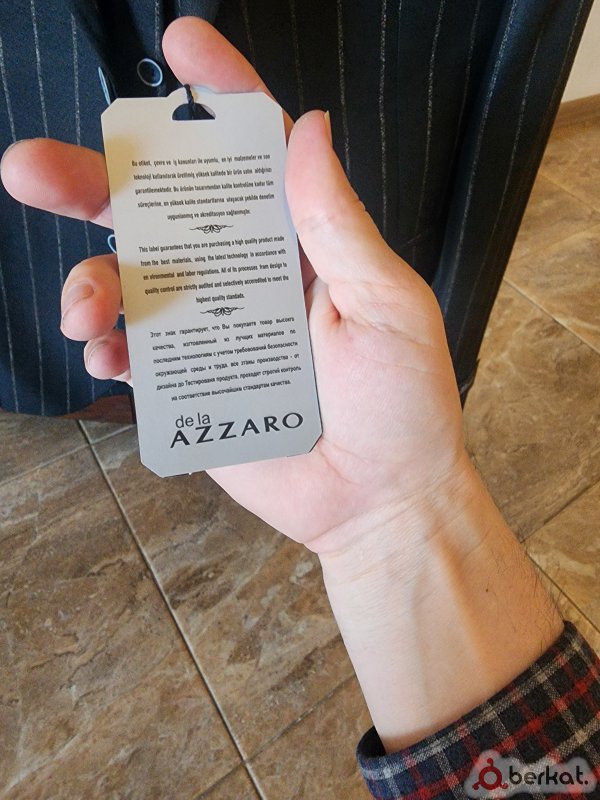 Bu etiket, çevre ve iş kanunları ile uyumlu, en iyi malzemeler ve son
teknoloji kullanılarak üretilmiş yüksek kalitede bir ürün satın aldığınızı
garantilemektedir. Bu ürünün tasarımından kalite kontrolüne kadar tüm
süreçlerine, en yüksek kalite standartlarına ulaşacak şekilde denetim
uygulanmış ve akreditasyon sağlanmıştır.
This label guarantees that you are purchasing a high quality product made
from the best materials, using the latest technology in accordance with
en vironmental and labor regulations. All of its processes from design to
quality control are strictly audited and selectively accredited to meet the
highest quality standads.
Этот знак гарантирует, что Вы покупаете товар высоко
качества, изготовленный из лучших материалов по
последним технологиям с учетом требований безопасности
окружающий среды и труда. все этапы производства - от
дизайна до Тестирования продукта, проходят строгий контроль
на соответствие высочайшим стандартам качества.
de la
AZZARO
berkat.